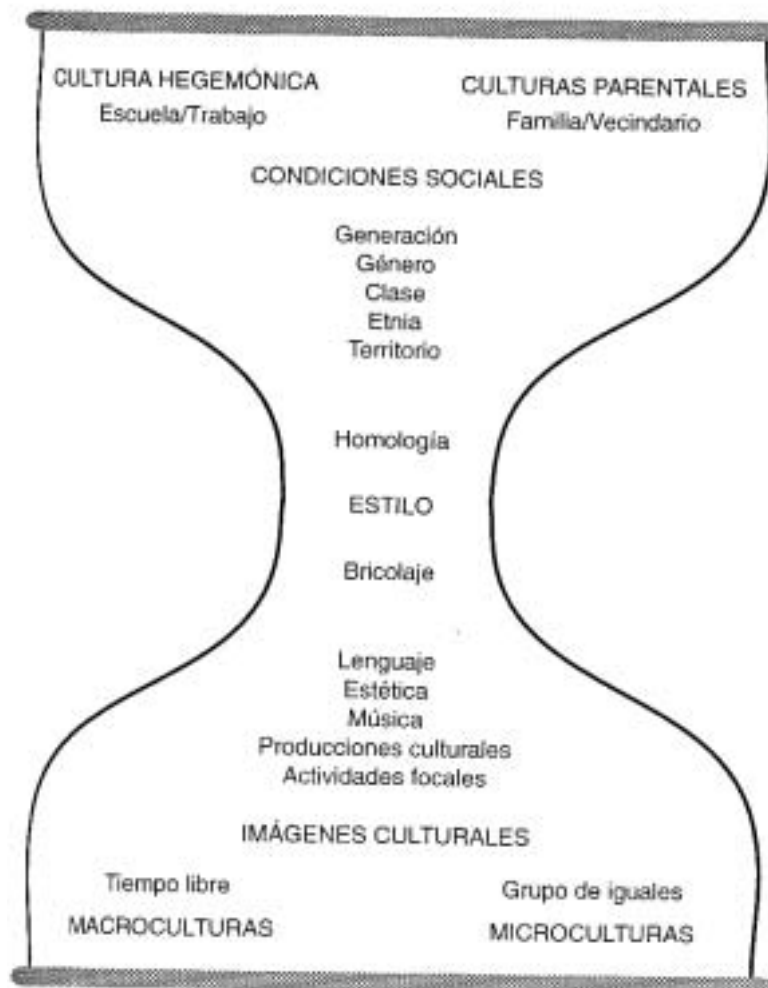 CULTURA HEGEMÓNICA
Escuela/Trabajo
CULTURAS PARENTALES
Familia/Vecindario
CONDICIONES SOCIALES
Generación
Género
Clase
Etnia
Territorio
Homología
ESTILO
Bricolaje
Lenguaje
Estética
Música
Producciones culturales
Actividades focales
IMÁGENES CULTURALES
Tiempo libre
MACROCULTURAS
Grupo de iguales
MICROCULTURAS